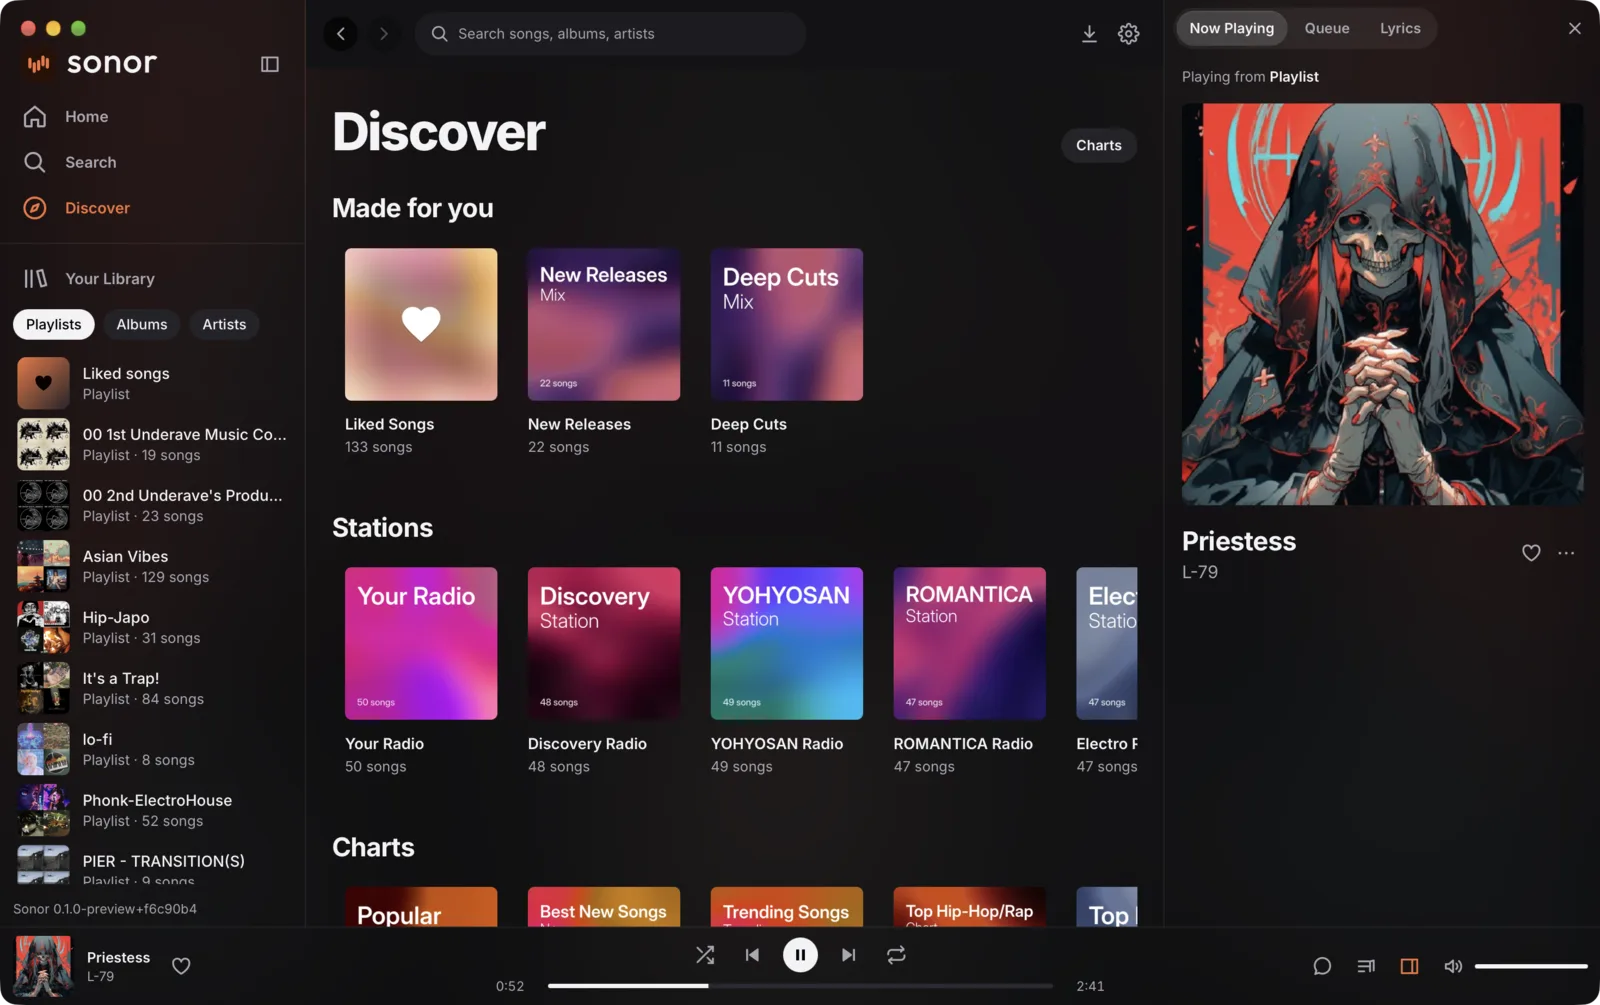 sonor
Home
Search
Discover
Your Library
Playlists
Albums
Artists
Liked songs
Playlist
00 1st Underave Music Co...
Playlist · 19 songs
00 2nd Underave's Produ...
Playlist · 23 songs
Asian Vibes
Playlist · 129 songs
Hip-Japo
Playlist · 31 songs
It's a Trap!
Playlist · 84 songs
lo-fi
Playlist · 8 songs
Phonk-ElectroHouse
Playlist · 52 songs
PIER - TRANSITION(S)
Playlist · 9 songs
Sonor 0.1.0-preview+f6c90b4
Search songs, albums, artists
Discover
Charts
Made for you
New Releases
Mix
22 songs
Deep Cuts
Mix
11 songs
Liked Songs
133 songs
New Releases
22 songs
Deep Cuts
11 songs
Stations
Your Radio
50 songs
Discovery
Station
48 songs
YOHYOSAN
Station
49 songs
ROMANTICA
Station
47 songs
Elec
Statio
47 songs
Your Radio
50 songs
Discovery Radio
48 songs
YOHYOSAN Radio
49 songs
ROMANTICA Radio
47 songs
Electro R
47 songs
Charts
Popular
Best New Songs
Trending Songs
Top Hip-Hop/Rap
Chart
Top
Now Playing
Queue
Lyrics
Playing from Playlist
Priestess
L-79
Priestess
L-79
0:52
2:41